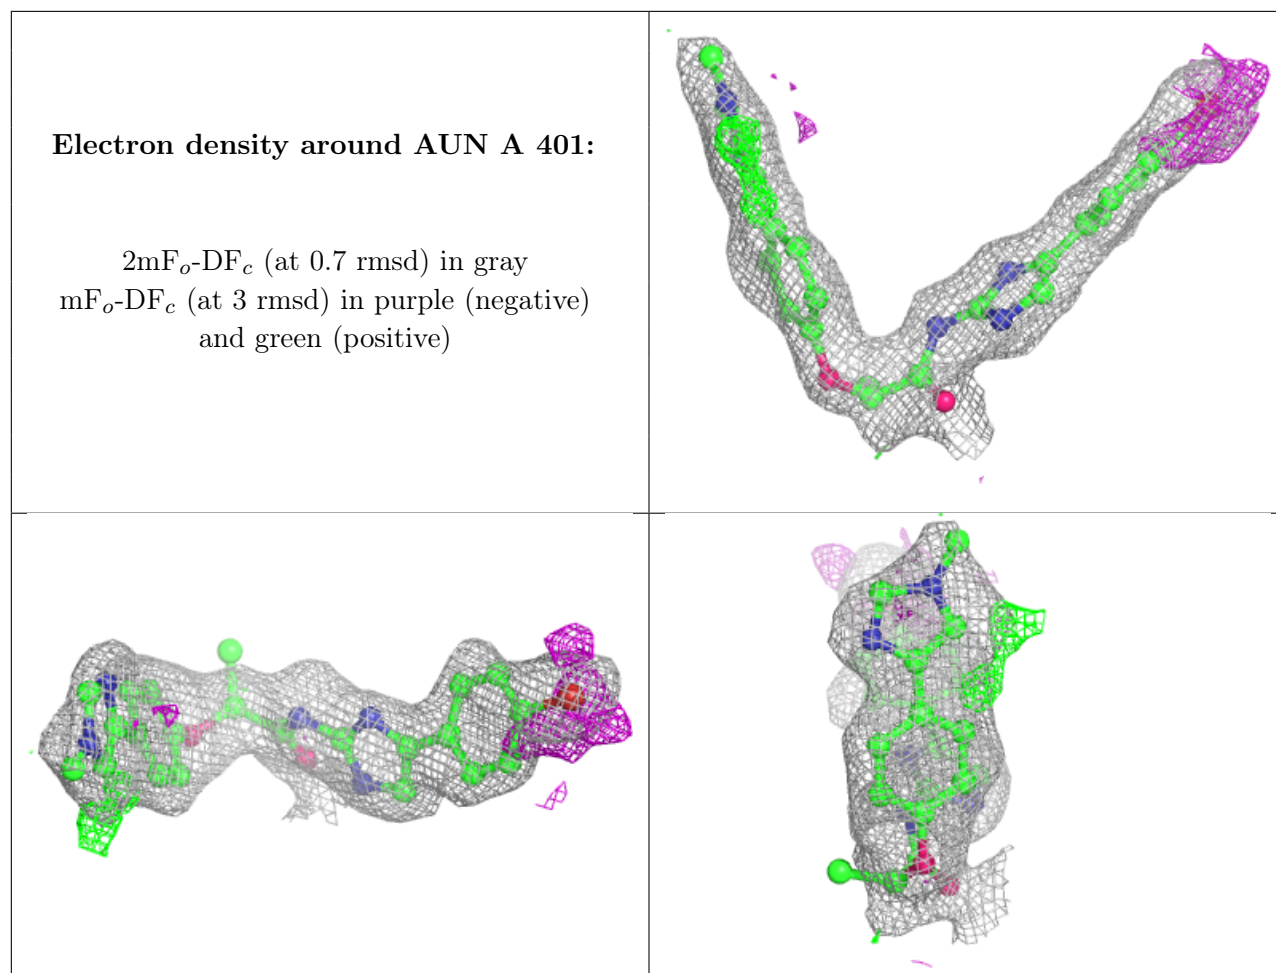 Electron density around AUN A 401:
2mFo-DFc (at 0.7 rmsd) in gray
mFo-DFc (at 3 rmsd) in purple (negative)
and green (positive)